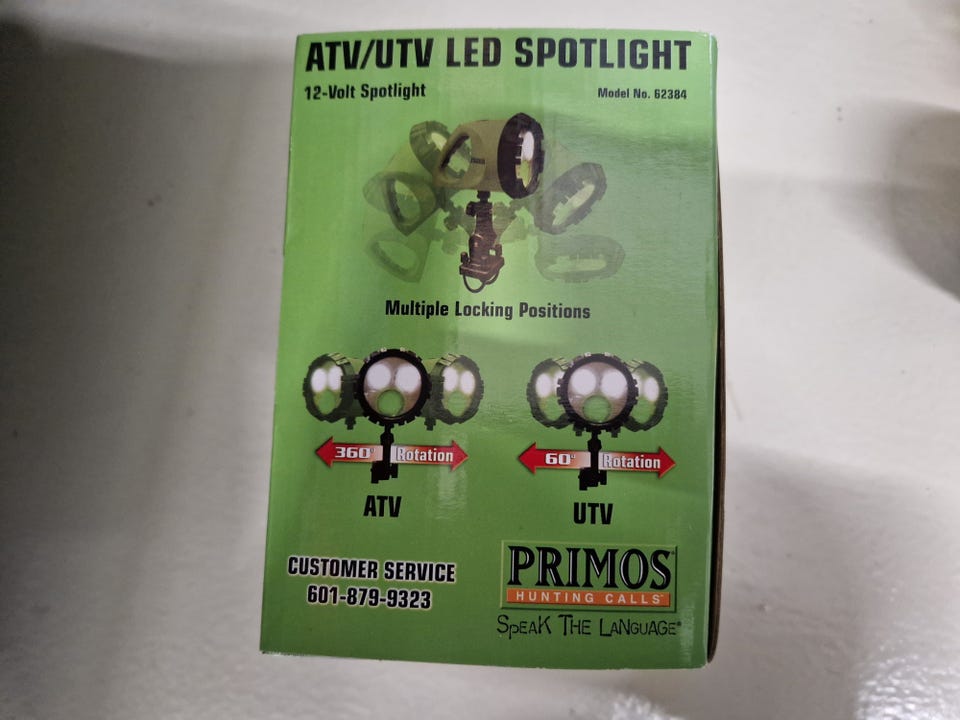 ATV/UTV LED SPOTLIGHT
12-Volt Spotlight
Model No. 62384
Multiple Locking Positions
360° Rotation
60° Rotation
ATV
UTV
CUSTOMER SERVICE
601-879-9323
PRIMOS®
HUNTING CALLS™
SPEAK THE LANGUAGE®